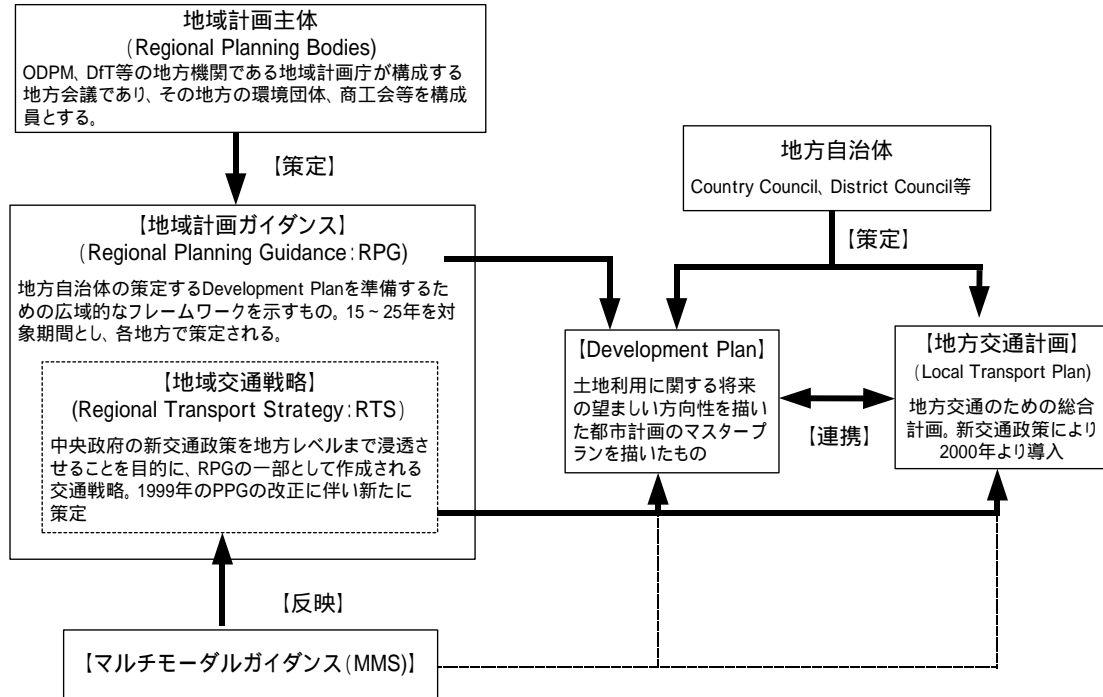 地域計画主体
(Regional Planning Bodies)
ODPM、DfT等の地方機関である地域計画庁が構成する
地方会議であり、その地方の環境団体、商工会等を構成
員とする。
【策定】
【地域計画ガイダンス】
(Regional Planning Guidance:RPG)
地方自治体の策定するDevelopment Planを準備するた
めの広域的なフレームワークを示すもの。15~25年を対
象期間とし、各地方で策定される。
【地域交通戦略】
(Regional Transport Strategy:RTS)
中央政府の新交通政策を地方レベルまで浸透さ
せることを目的に、RPGの一部として作成される
交通戦略。1999年のPPGの改正に伴い新たに
策定
【反映】
【マルチモーダルガイダンス(MMS)】
地方自治体
Country Council、District Council等
【策定】
【Development Plan】
土地利用に関する将来
の望ましい方向性を描い
た都市計画のマスタープ
ランを描いたもの
【連携】
【地方交通計画】
(Local Transport Plan)
地方交通のための総合
計画。新交通政策により
2000年より導入